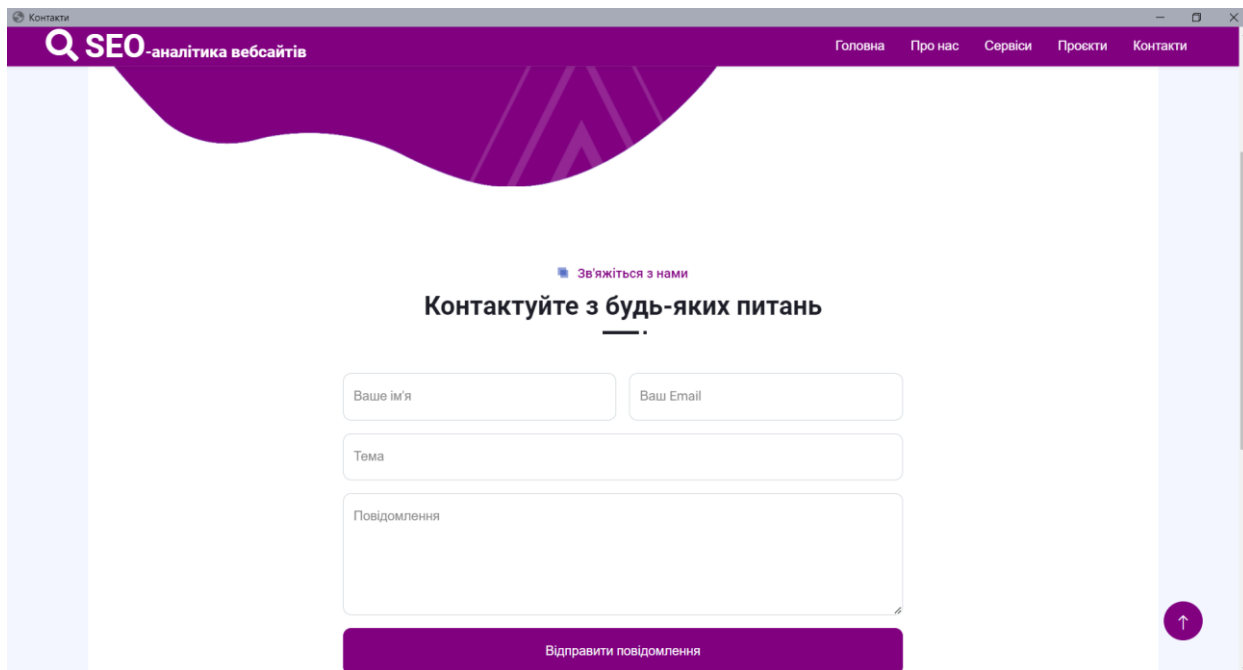 Контакти
SEO-аналітика вебсайтів
Головна Про нас Сервіси Проєкти Контакти
Зв'яжіться з нами
Контактуйте з будь-яких питань
Ваше ім'я Ваш Email
Тема
Повідомлення
Відправити повідомлення